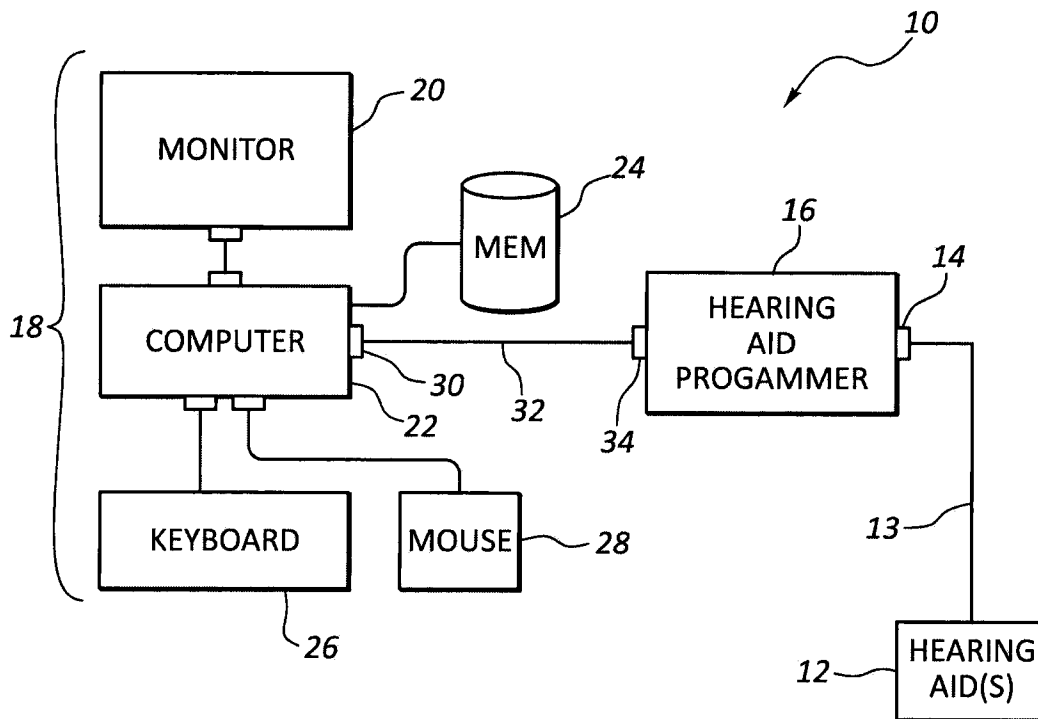 10
20
MONITOR
24
MEM
16
14
18
COMPUTER
HEARING
AID
PROGAMMER
30
32
34
22
KEYBOARD
MOUSE
28
13
26
12
HEARING
AID(S)